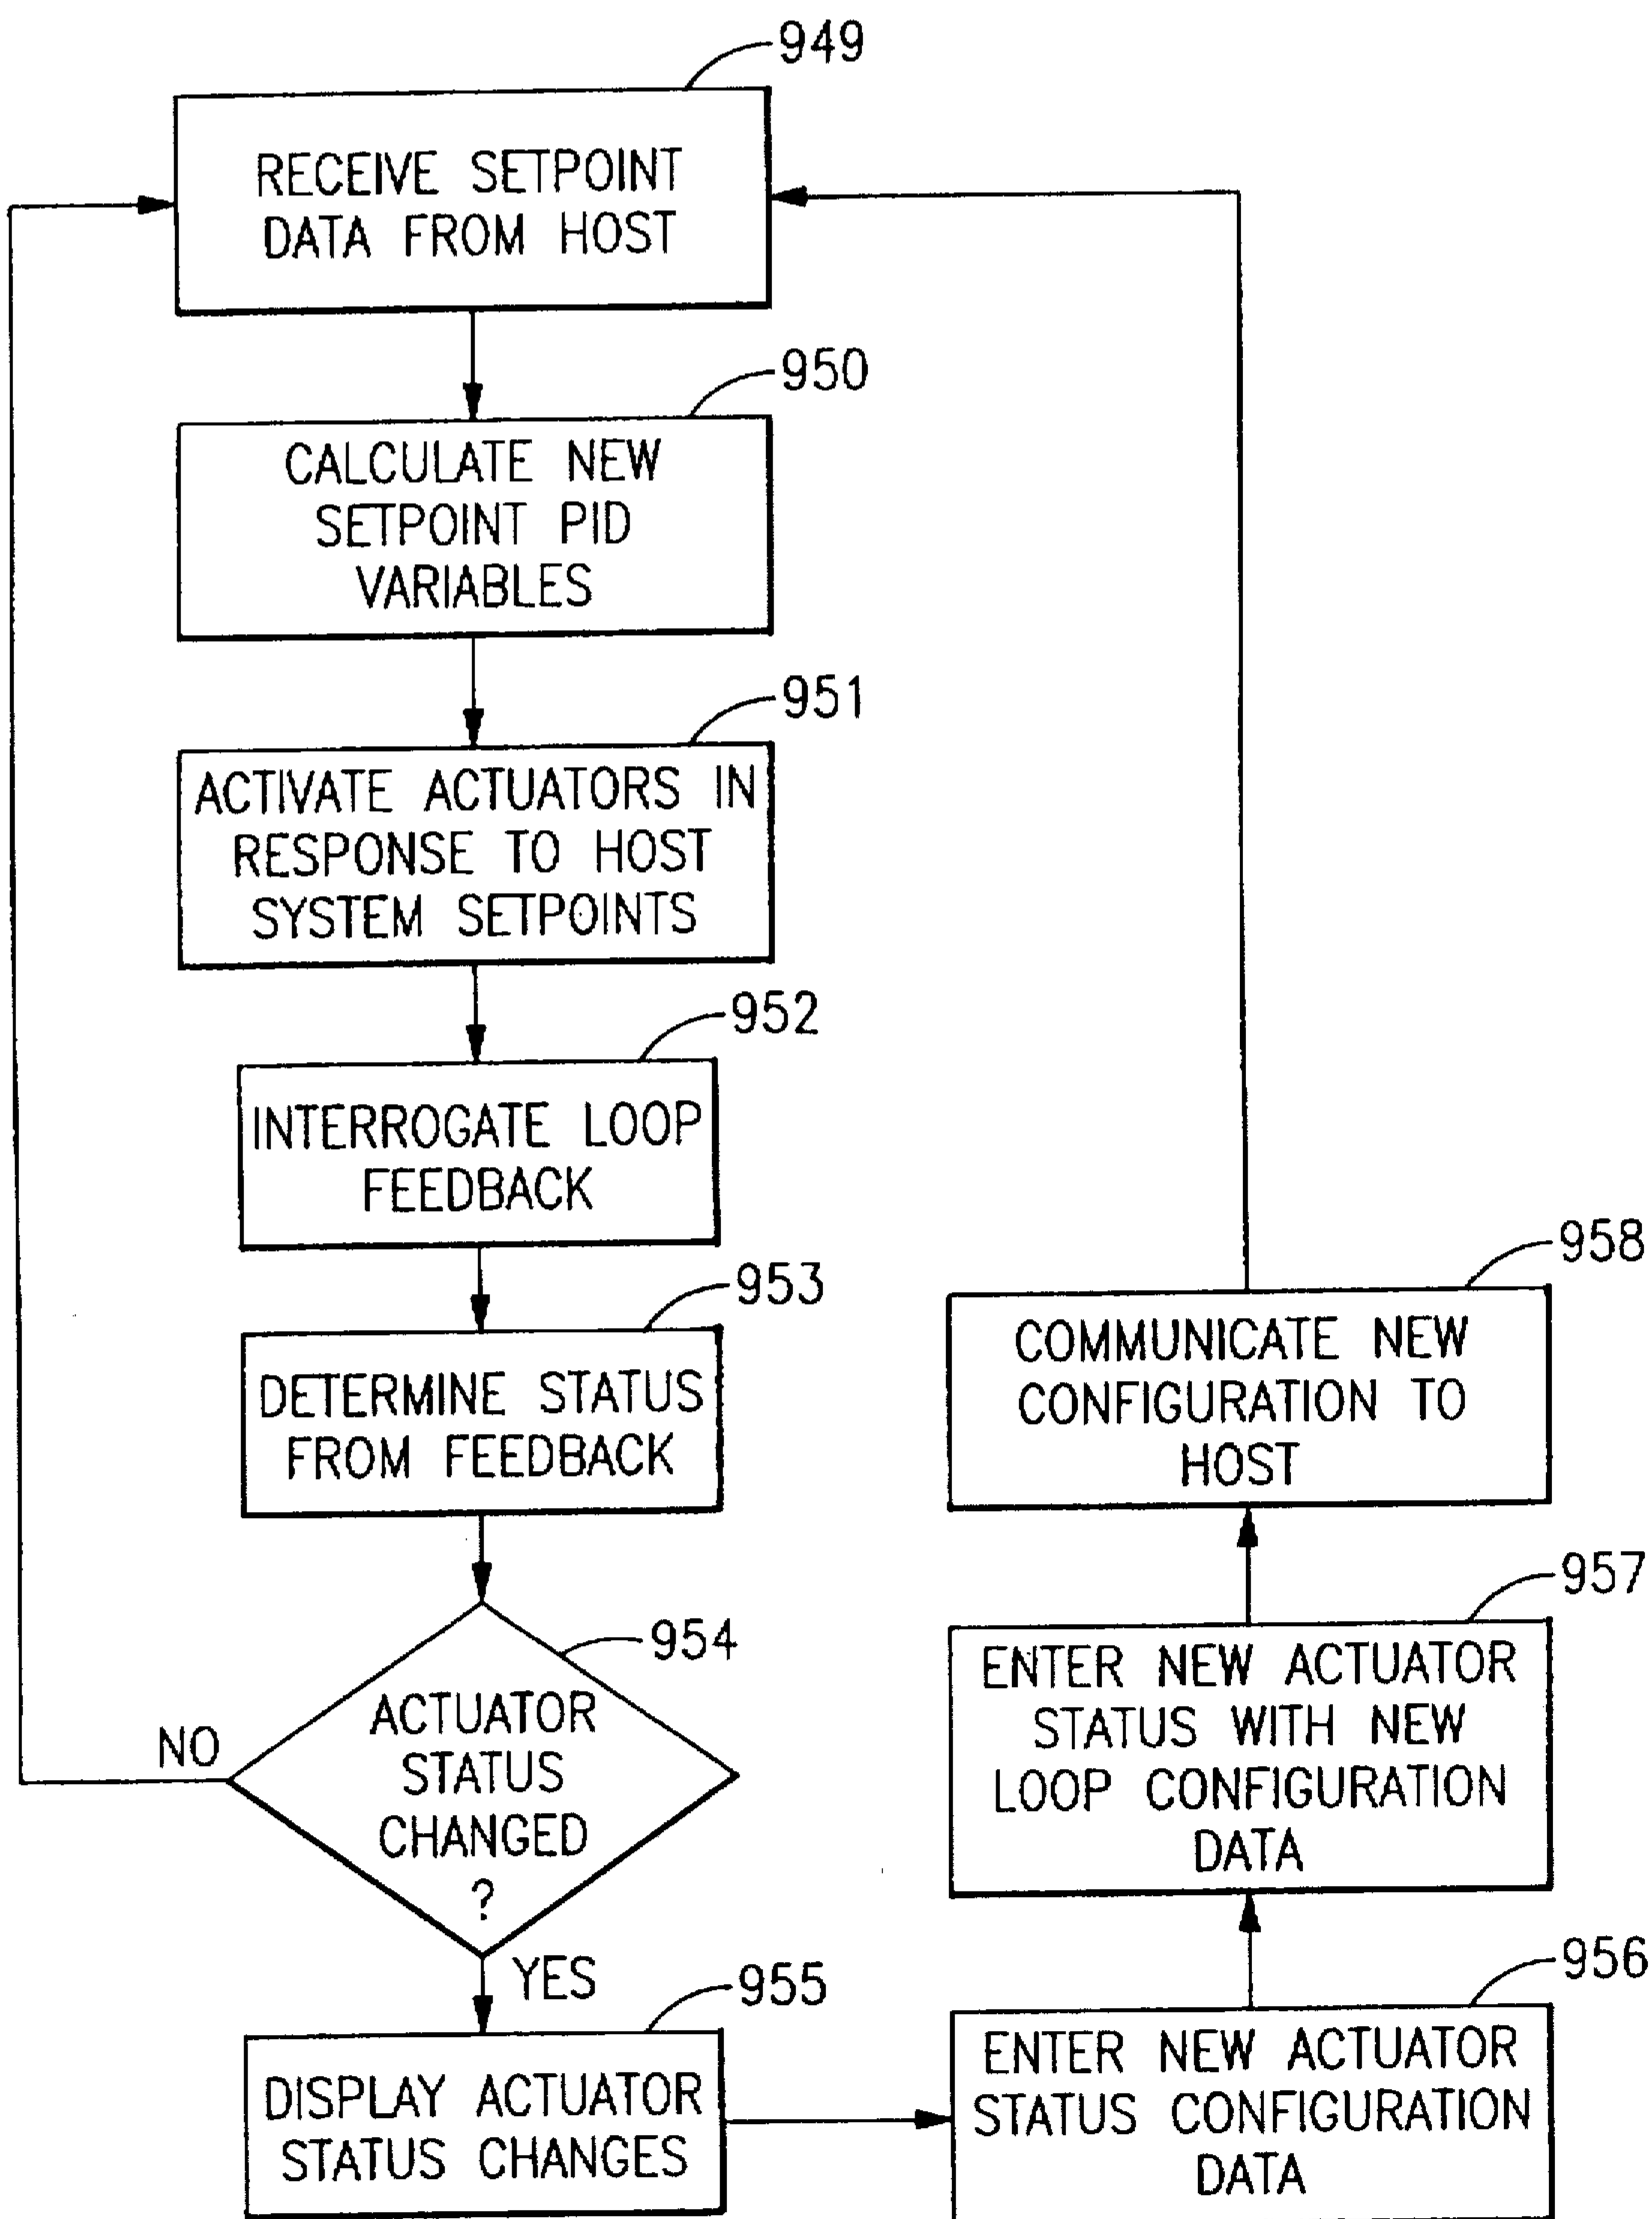 949
RECEIVE SETPOINT
DATA FROM HOST
950
CALCULATE NEW
SETPOINT PID
VARIABLES
951
ACTIVATE ACTUATORS IN
RESPONSE TO HOST
SYSTEM SETPOINTS
952
INTERROGATE LOOP
FEEDBACK
953
DETERMINE STATUS
FROM FEEDBACK
954
ACTUATOR
STATUS
CHANGED
?
NO
YES
955
DISPLAY ACTUATOR
STATUS CHANGES
956
ENTER NEW ACTUATOR
STATUS CONFIGURATION
DATA
957
ENTER NEW ACTUATOR
STATUS WITH NEW
LOOP CONFIGURATION
DATA
958
COMMUNICATE NEW
CONFIGURATION TO
HOST